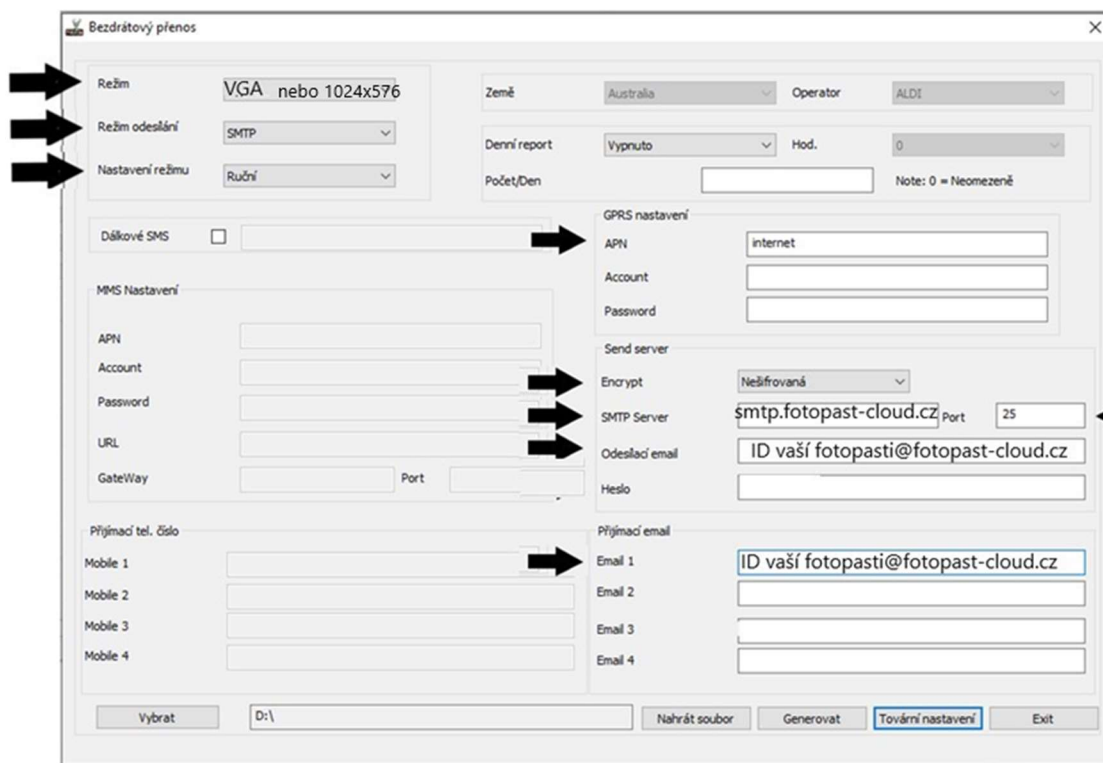 Bezdrátový přenos
Režim
VGA nebo 1024x576
Režim odesílání
SMTP
Nastavení režimu
Ruční
Země
Australia
Operator
ALDI
Denní report
Vypnuto
Hod.
0
Počet/Den
Note: 0 = Neomezeně
Dálkové SMS
GPRS nastavení
APN
internet
Account
Password
MMS Nastavení
APN
Account
Password
URL
GateWay
Port
Send server
Encrypt
Nešifrovaná
SMTP Server
smtp.fotopast-cloud.cz
Port
25
Odesílací email
ID vaší fotopasti@fotopast-cloud.cz
Heslo
Přijímací tel. číslo
Mobile 1
Mobile 2
Mobile 3
Mobile 4
Přijímací email
Email 1
ID vaší fotopasti@fotopast-cloud.cz
Email 2
Email 3
Email 4
Vybrat
D:\
Nahrát soubor
Generovat
Tovární nastavení
Exit